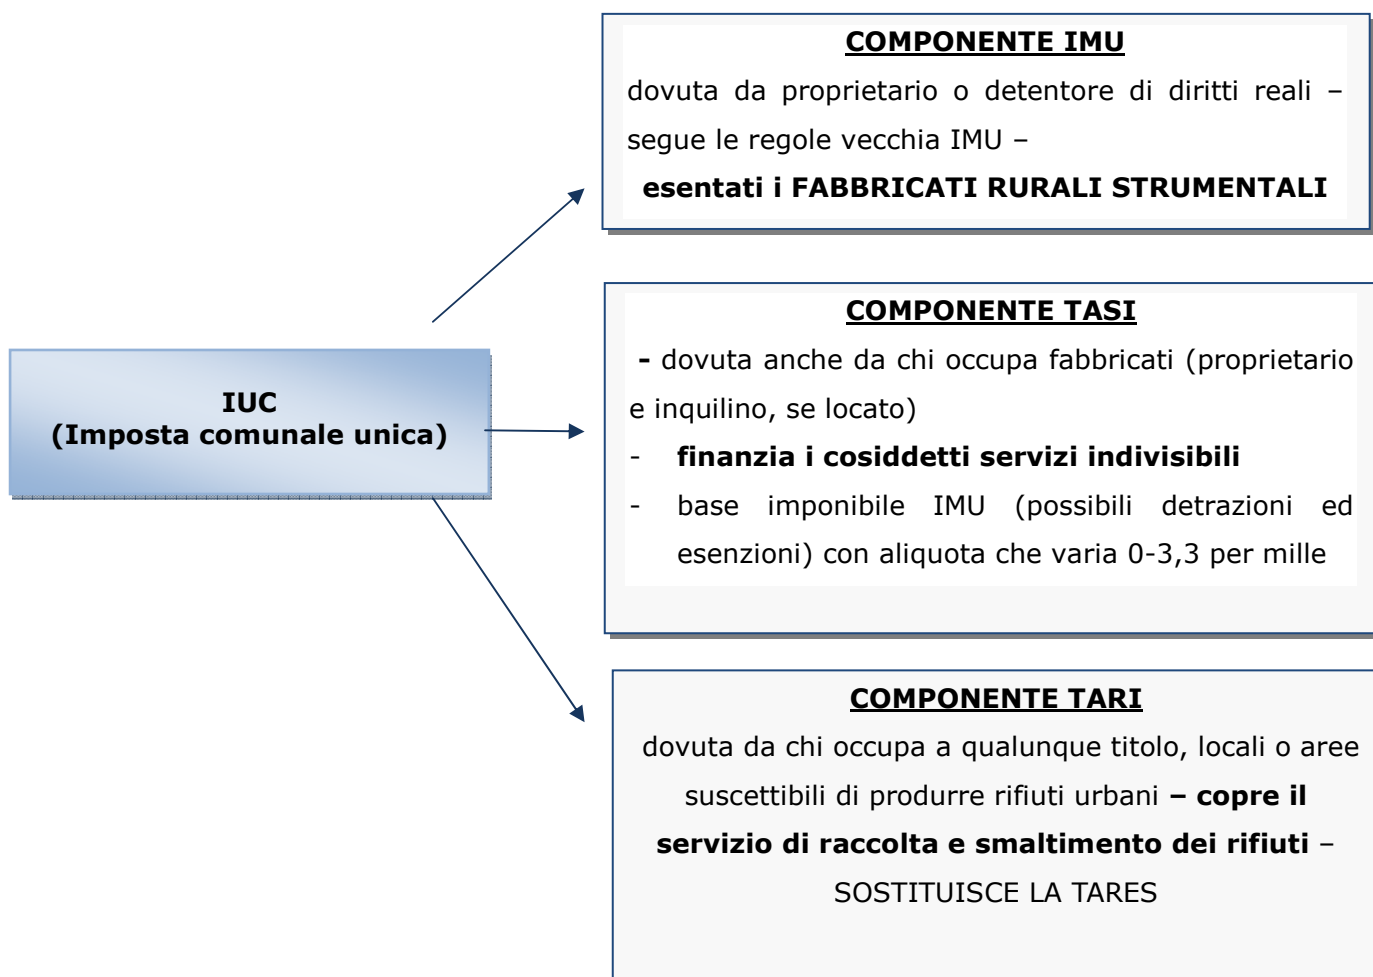 COMPONENTE IMU
dovuta da proprietario o detentore di diritti reali –
segue le regole vecchia IMU –
esentati i FABBRICATI RURALI STRUMENTALI
COMPONENTE TASI
- dovuta anche da chi occupa fabbricati (proprietario
e inquilino, se locato)
- finanzia i cosiddetti servizi indivisibili
- base imponibile IMU (possibili detrazioni ed
esenzioni) con aliquota che varia 0-3,3 per mille
IUC
(Imposta comunale unica)
COMPONENTE TARI
dovuta da chi occupa a qualunque titolo, locali o aree
suscettibili di produrre rifiuti urbani – copre il
servizio di raccolta e smaltimento dei rifiuti –
SOSTITUISCE LA TARES